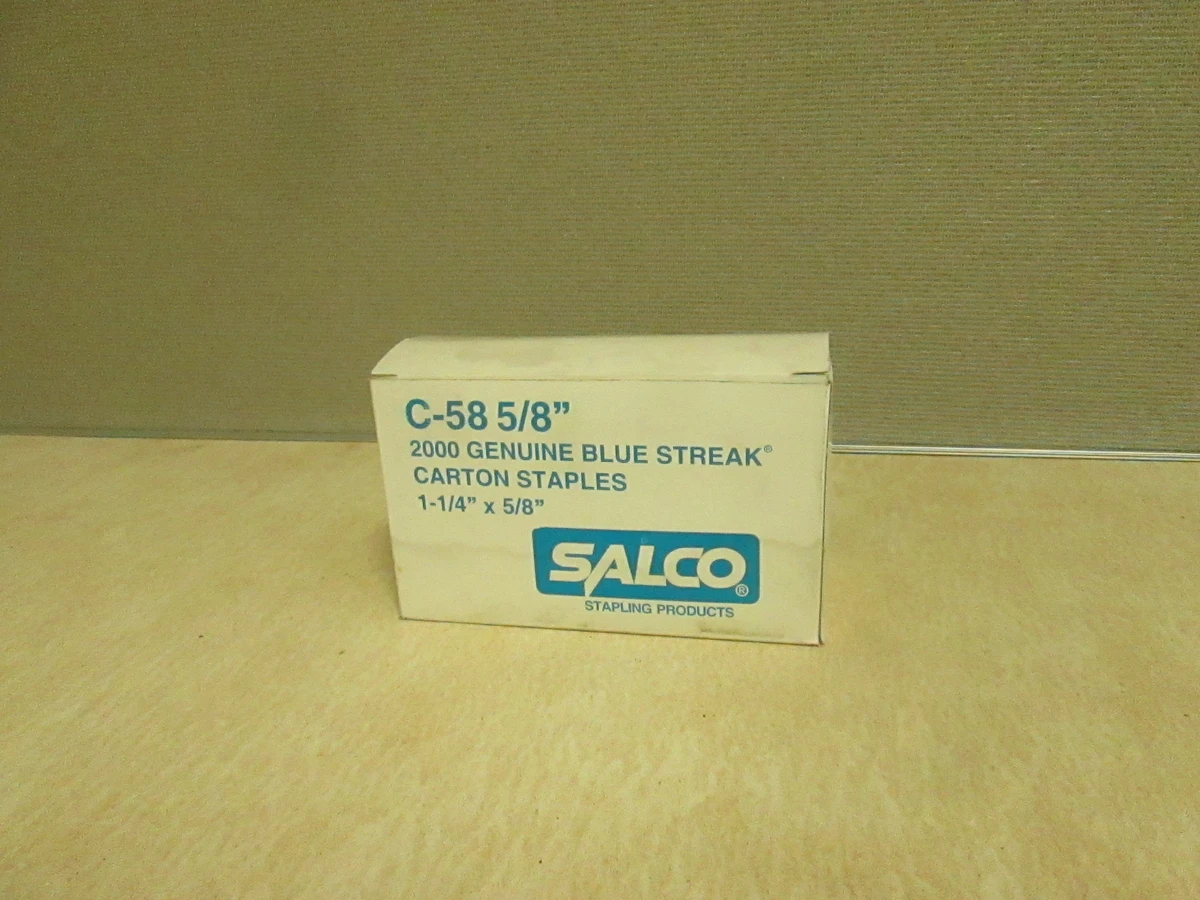 C-58 5/8”
2000 GENUINE BLUE STREAK®
CARTON STAPLES
1-1/4” x 5/8”
SALCO®
STAPLING PRODUCTS